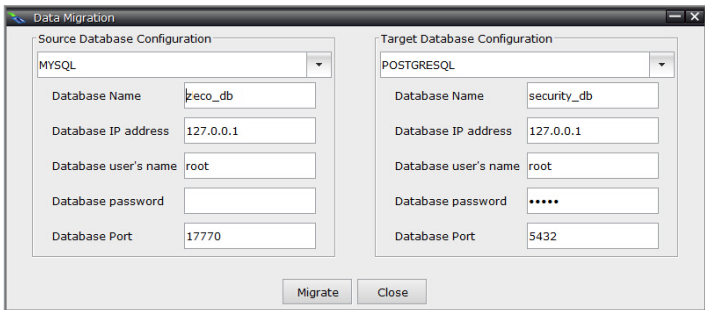 Data Migration
Source Database Configuration
MYSQL
Database Name zeco_db
Database IP address 127.0.0.1
Database user's name root
Database password
Database Port 17770
Target Database Configuration
POSTGRESQL
Database Name security_db
Database IP address 127.0.0.1
Database user's name root
Database password •••••
Database Port 5432
Migrate Close